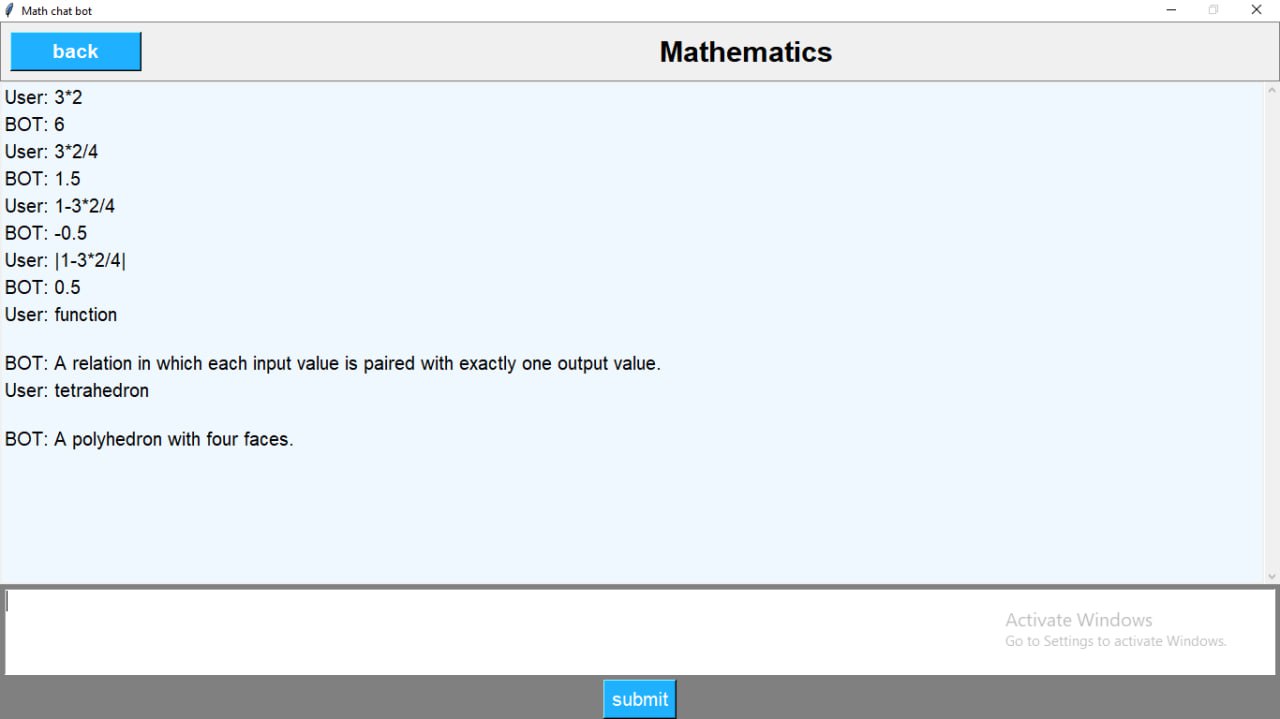 Math chat bot
back
Mathematics
User: 3*2
BOT: 6
User: 3*2/4
BOT: 1.5
User: 1-3*2/4
BOT: -0.5
User: |1-3*2/4|
BOT: 0.5
User: function
BOT: A relation in which each input value is paired with exactly one output value.
User: tetrahedron
BOT: A polyhedron with four faces.
Activate Windows
Go to Settings to activate Windows.
submit